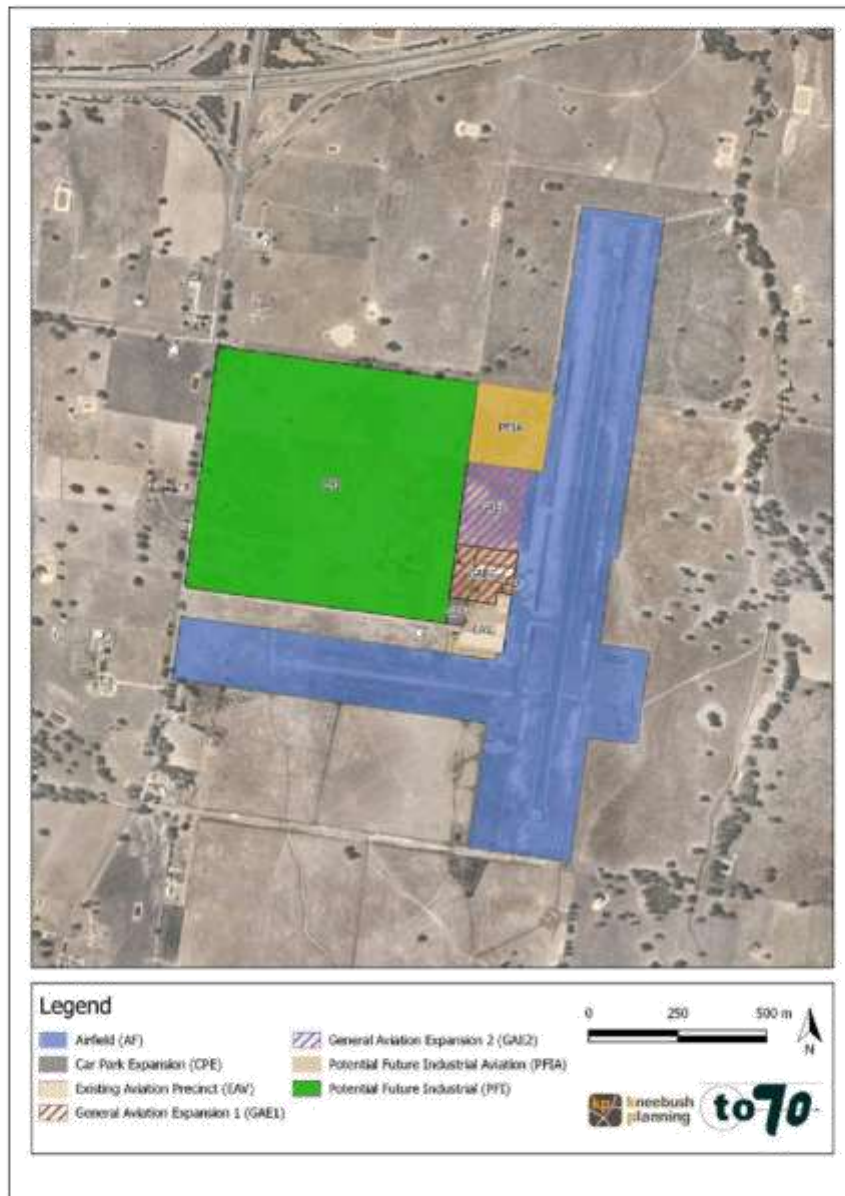 PFIA
Legend
Airfield (AF)
Car Park Expansion (CPE)
Existing Aviation Precinct (EAV)
General Aviation Expansion 1 (GAE1)
General Aviation Expansion 2 (GAE2)
Potential Future Industrial Aviation (PFIA)
Potential Future Industrial (PFI)
0 250 500 m
N
kp
kneebush
planning
to70